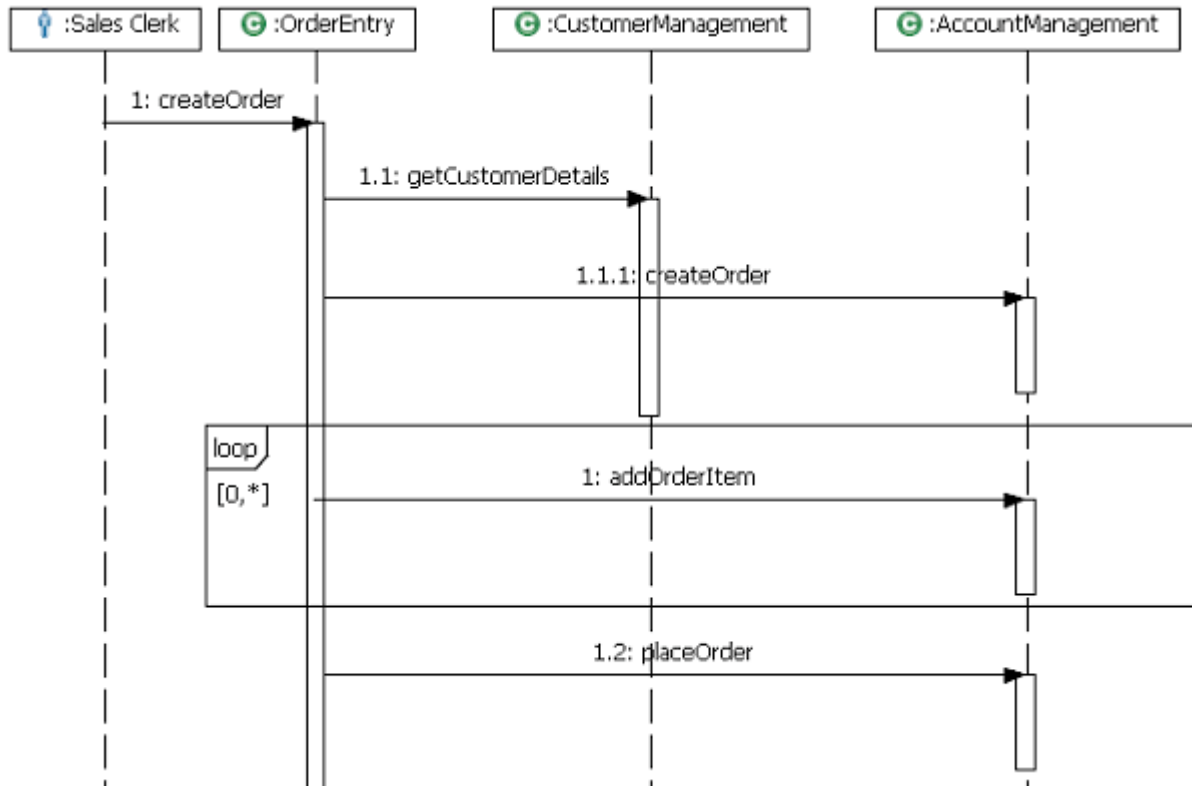 :Sales Clerk
:OrderEntry
:CustomerManagement
:AccountManagement
1: createOrder
1.1: getCustomerDetails
1.1.1: createOrder
loop
[0,*]
1: addOrderItem
1.2: placeOrder